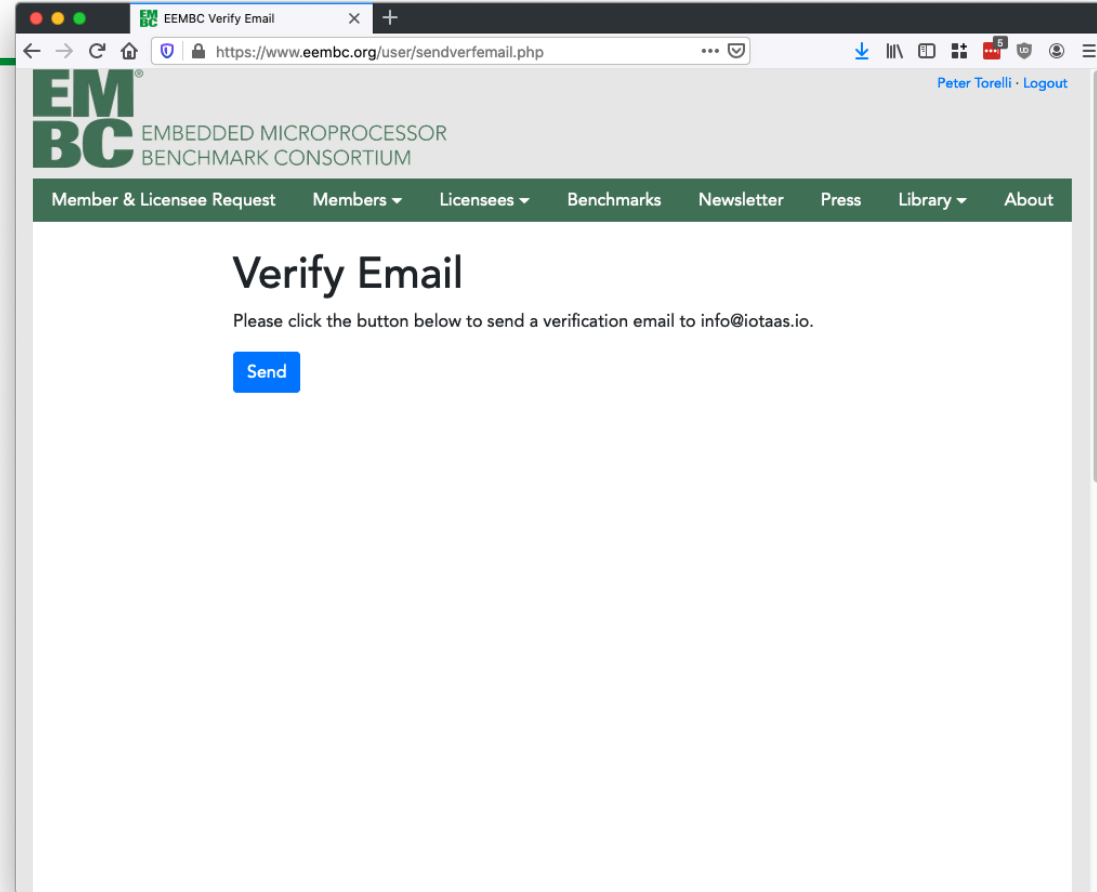 EEMBC Verify Email
https://www.eembc.org/user/sendverfemail.php
5
Peter Torelli · Logout
EM®
BC
EMBEDDED MICROPROCESSOR
BENCHMARK CONSORTIUM
Member & Licensee Request Members Licensees Benchmarks Newsletter Press Library About
Verify Email
Please click the button below to send a verification email to info@iotaas.io.
Send